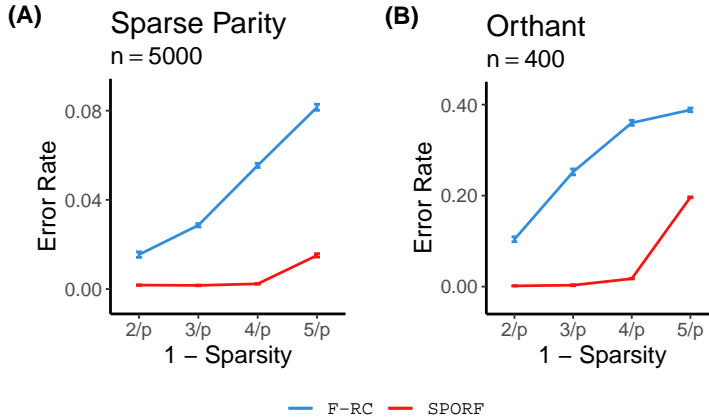 (A)
Sparse Parity
n = 5000
Error Rate
0.08
0.04
0.00
2/p 3/p 4/p 5/p
1 − Sparsity
(B)
Orthant
n = 400
Error Rate
0.40
0.20
0.00
2/p 3/p 4/p 5/p
1 − Sparsity
F−RC SPORF